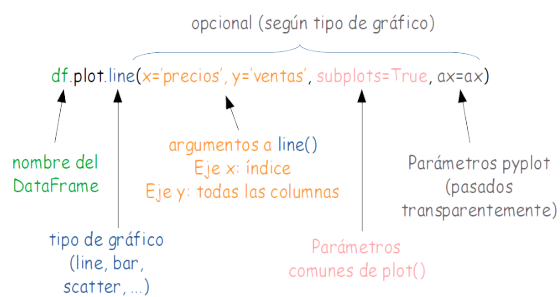 opcional (según tipo de gráfico)
df.plot.line(x='precios', y='ventas', subplots=True, ax=ax)
nombre del
DataFrame
argumentos a line()
Eje x: índice
Eje y: todas las columnas
Parámetros pyplot
(pasados
transparentemente)
tipo de gráfico
(line, bar,
scatter, ...)
Parámetros
comunes de plot()